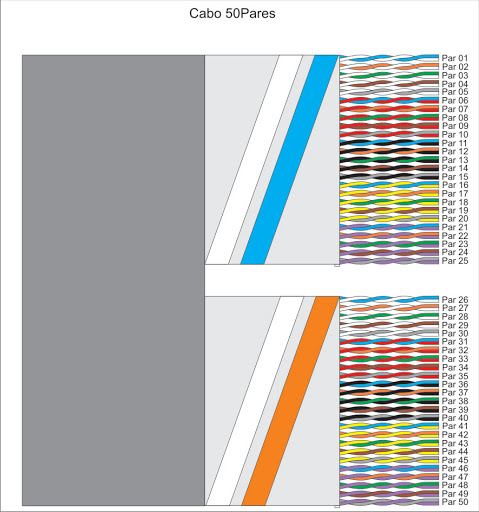 Cabo 50Pares
Par 01
Par 02
Par 03
Par 04
Par 05
Par 06
Par 07
Par 08
Par 09
Par 10
Par 11
Par 12
Par 13
Par 14
Par 15
Par 16
Par 17
Par 18
Par 19
Par 20
Par 21
Par 22
Par 23
Par 24
Par 25
Par 26
Par 27
Par 28
Par 29
Par 30
Par 31
Par 32
Par 33
Par 34
Par 35
Par 36
Par 37
Par 38
Par 39
Par 40
Par 41
Par 42
Par 43
Par 44
Par 45
Par 46
Par 47
Par 48
Par 49
Par 50